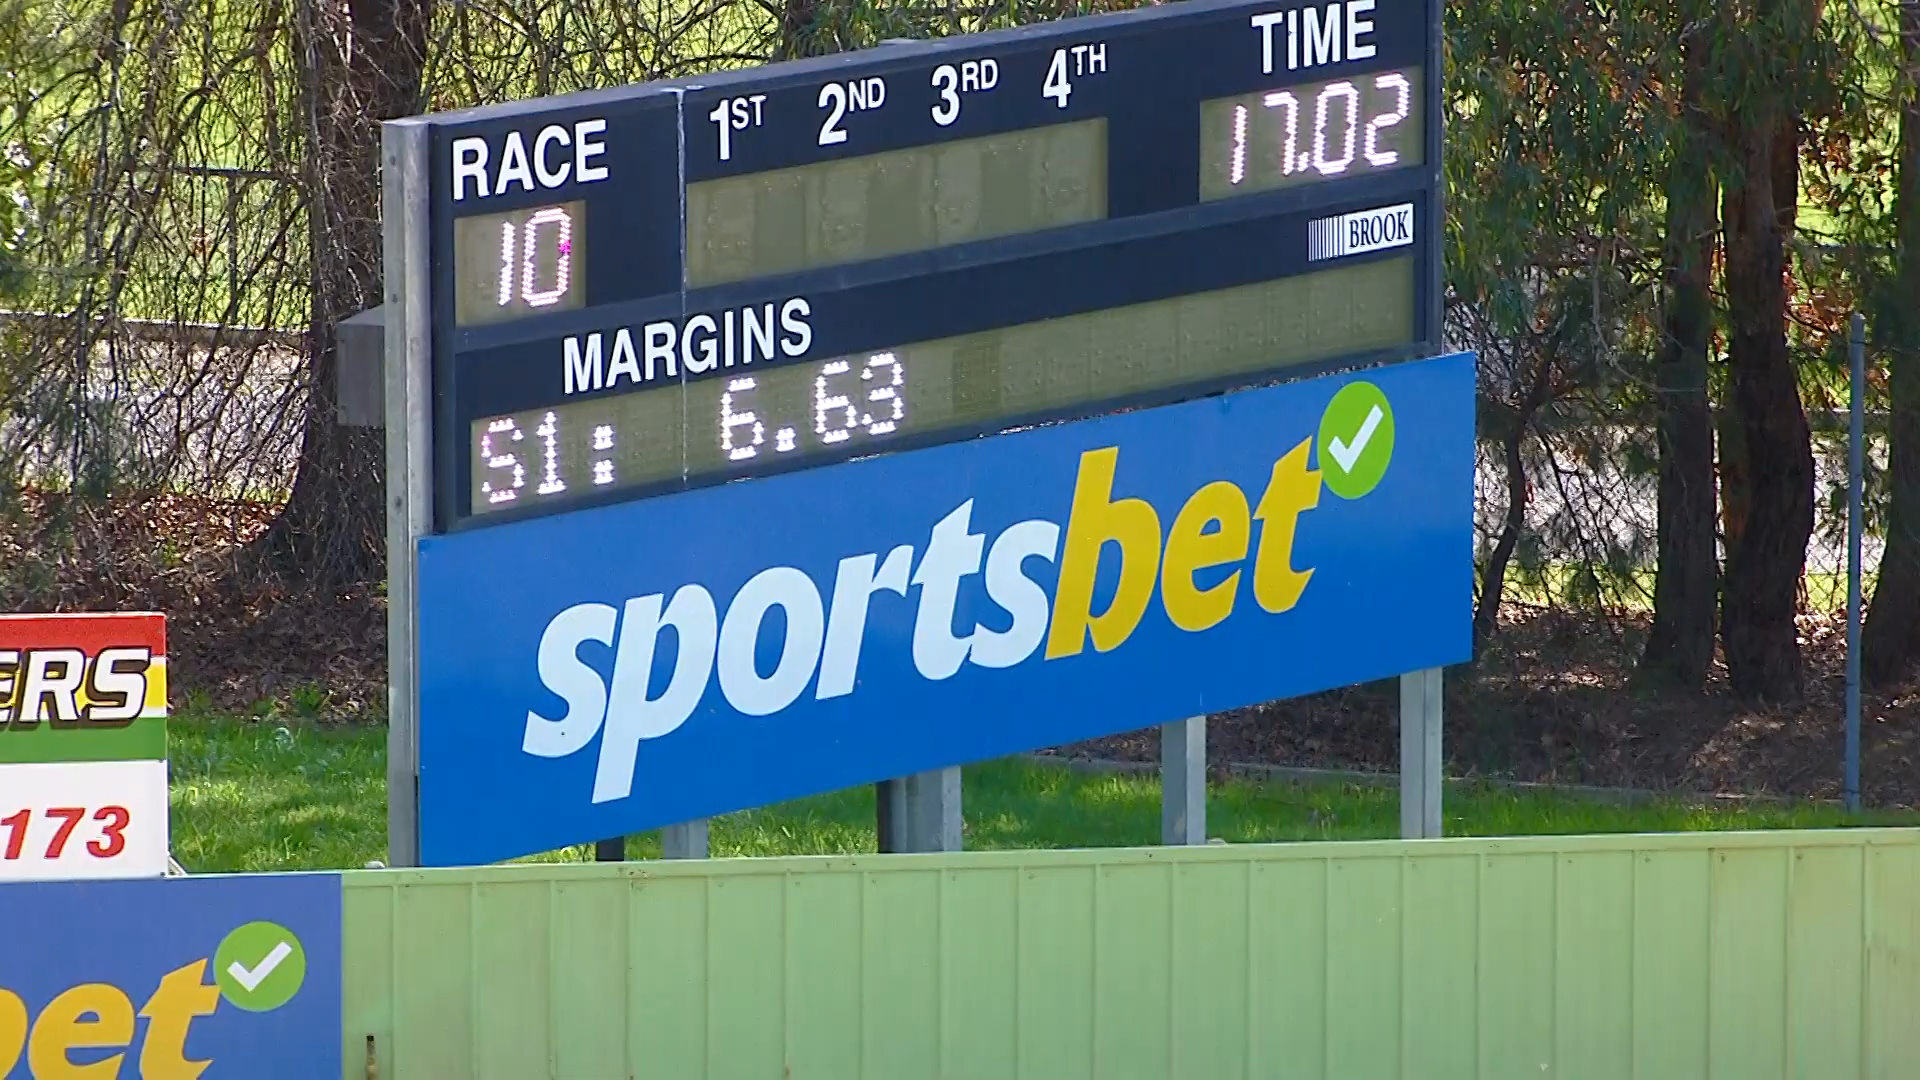 RACE 1ST 2ND 3RD 4TH TIME
10 17.02
BROOK
MARGINS
S1: 6.63
sportsbet
ERS
173
bet